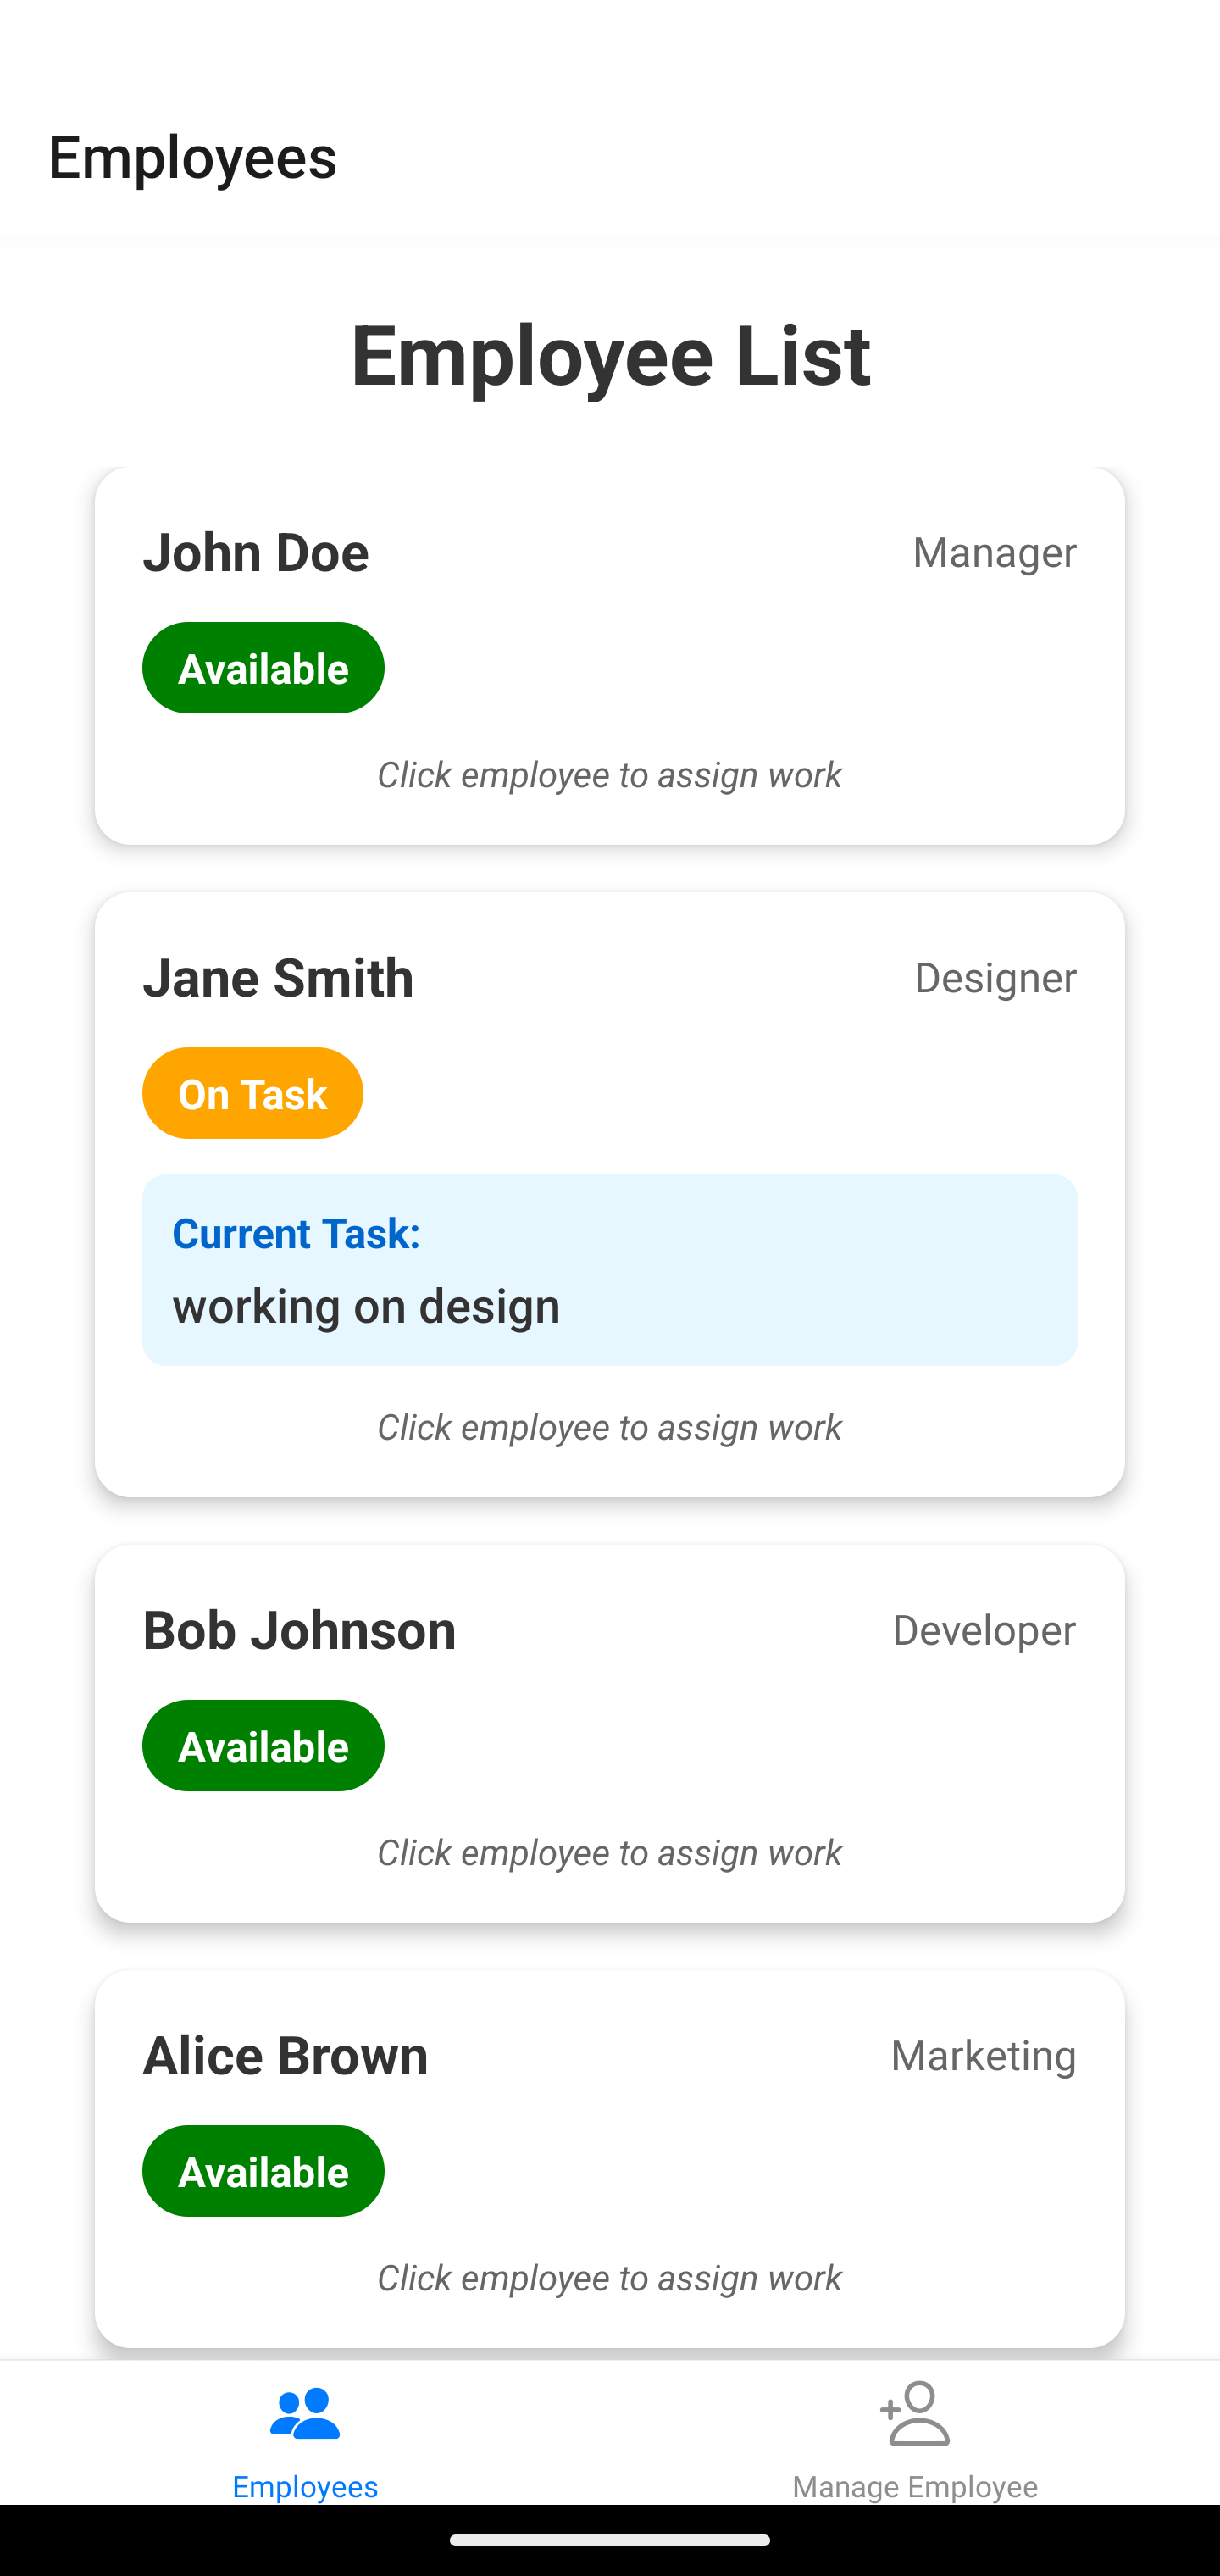 Employees
Employee List
John Doe
Manager
Available
Click employee to assign work
Jane Smith
Designer
On Task
Current Task:
working on design
Click employee to assign work
Bob Johnson
Developer
Available
Click employee to assign work
Alice Brown
Marketing
Available
Click employee to assign work
Employees
Manage Employee